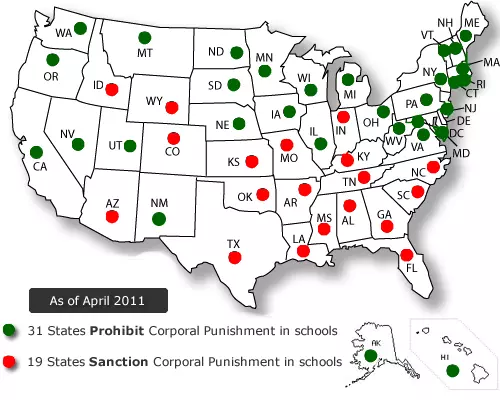 NH
ME
VT
WA
MT
ND
MN
MA
OR
ID
SD
WI
MI
NY
RI
CT
WY
IA
PA
NJ
NE
OH
DE
NV
UT
CO
IL
IN
WV
VA
DC
MD
CA
KS
MO
KY
NC
TN
AZ
NM
OK
AR
SC
MS
AL
GA
TX
LA
FL
As of April 2011
31 States Prohibit Corporal Punishment in schools
AK
HI
19 States Sanction Corporal Punishment in schools